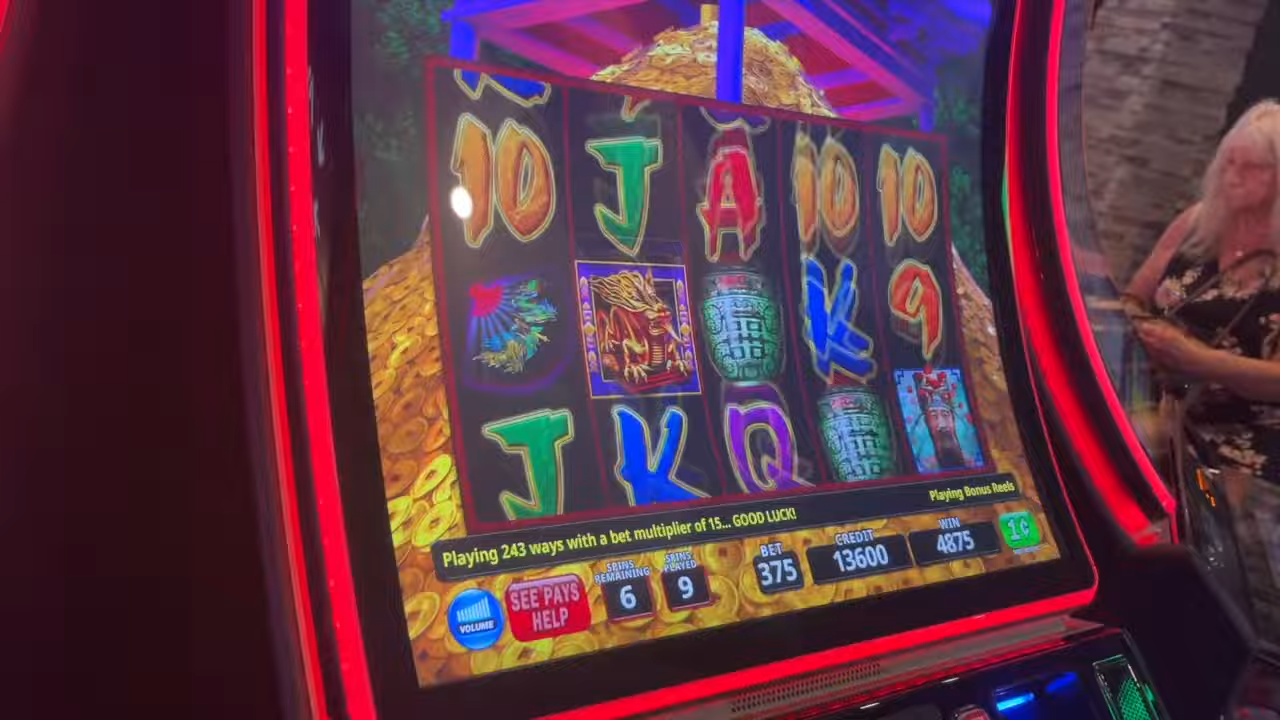 10 J A 10 10
K 9
J K Q
Playing Bonus Reels
Playing 243 ways with a bet multiplier of 15... GOOD LUCK!
VOLUME
SEE PAYS
HELP
SPINS
REMAINING
6
SPINS
PLAYED
9
BET
375
CREDIT
13600
WIN
4875
1¢